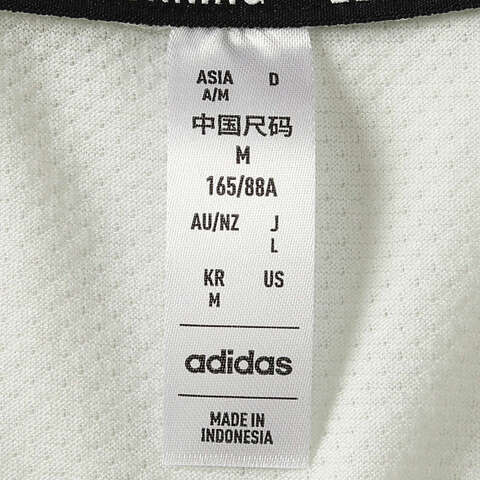 ASIA D
A/M
中国尺码
M
165/88A
AU/NZ J
L
KR US
M
adidas
MADE IN
INDONESIA